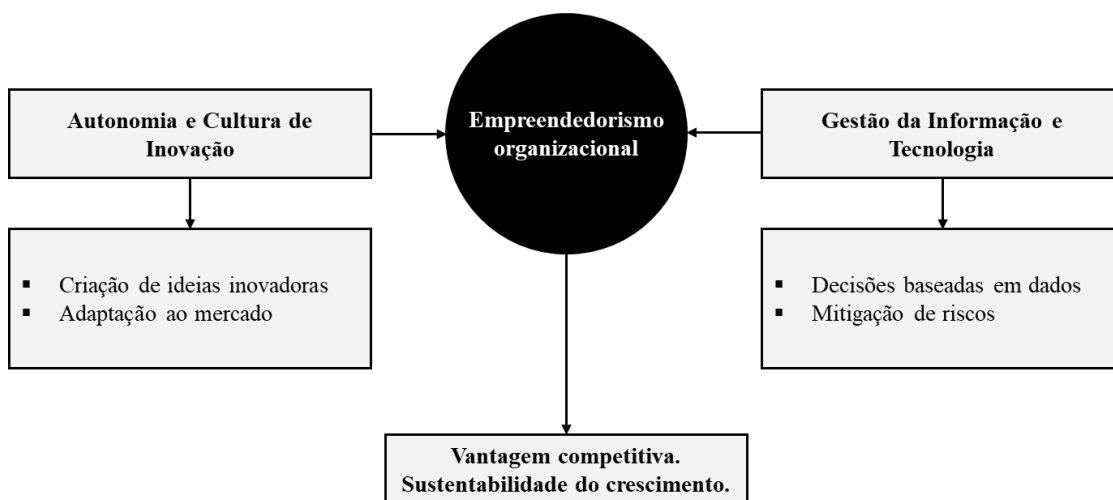 Autonomia e Cultura de
Inovação
▪ Criação de ideias inovadoras
▪ Adaptação ao mercado
Empreendedorismo
organizacional
Gestão da Informação e
Tecnologia
▪ Decisões baseadas em dados
▪ Mitigação de riscos
Vantagem competitiva.
Sustentabilidade do crescimento.